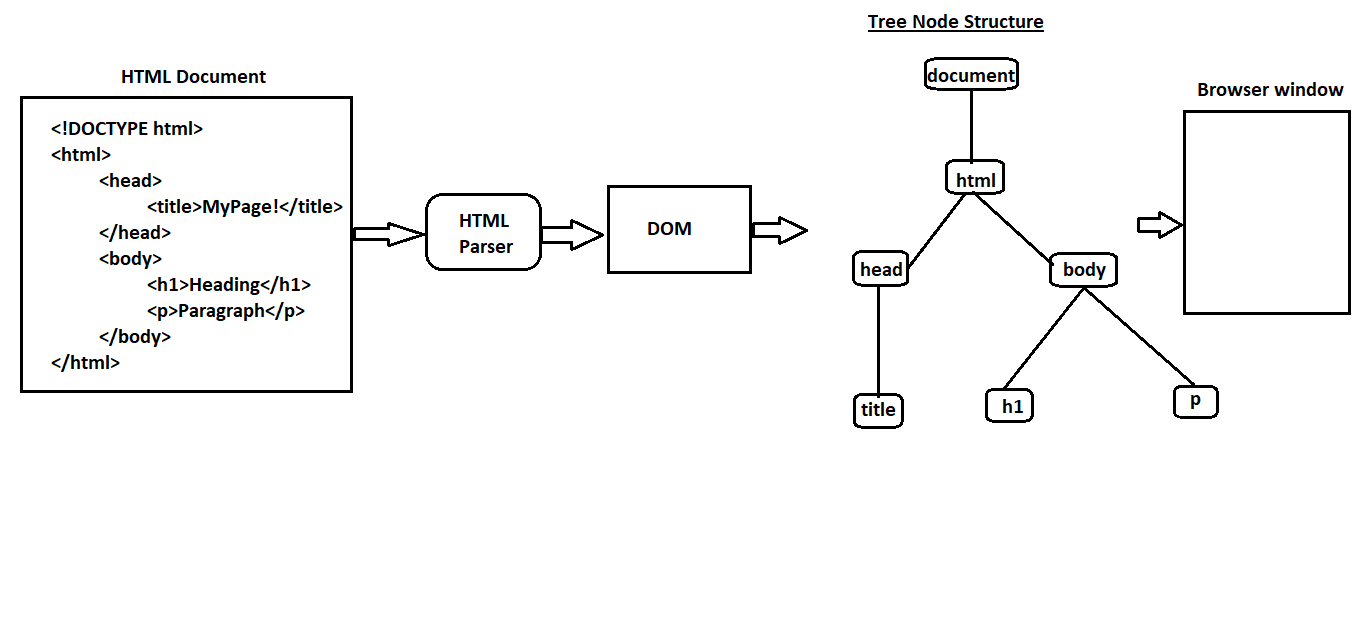 Tree Node Structure
HTML Document
<!DOCTYPE html>
<html>
<head>
<title>MyPage!</title>
</head>
<body>
<h1>Heading</h1>
<p>Paragraph</p>
</body>
</html>
HTML
Parser
DOM
document
html
head
body
title
h1
p
Browser window